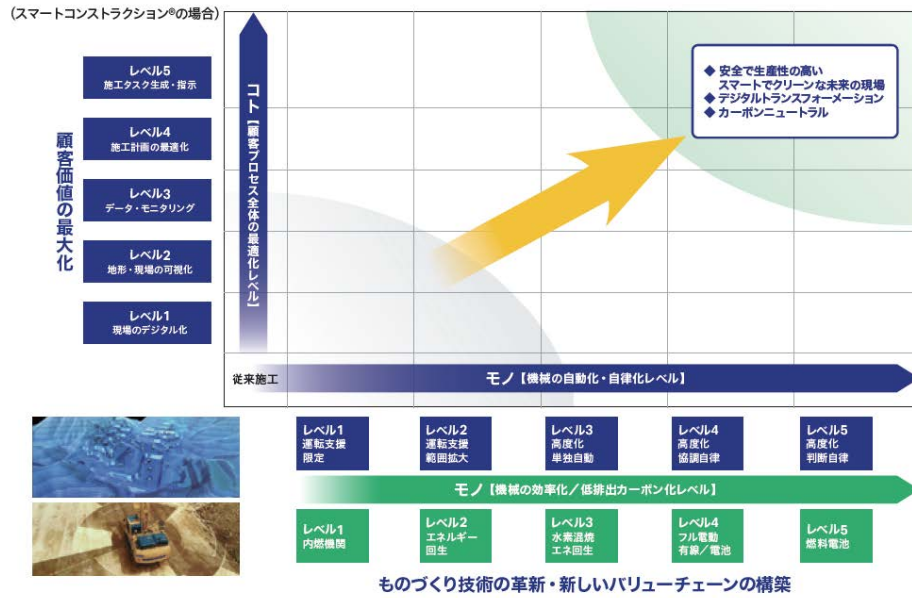 (スマートコンストラクション®の場合)
レベル5
施工タスク生成・指示
レベル4
施工計画の最適化
レベル3
データ・モニタリング
レベル2
地形・現場の可視化
レベル1
現場のデジタル化
顧客価値の最大化
コト【顧客プロセス全体の最適化レベル】
◆ 安全で生産性の高い
スマートでクリーンな未来の現場
◆ デジタルトランスフォーメーション
◆ カーボンニュートラル
従来施工
モノ【機械の自動化・自律化レベル】
レベル1
運転支援
限定
レベル2
運転支援
範囲拡大
レベル3
高度化
単独自動
レベル4
高度化
協調自律
レベル5
高度化
判断自律
モノ【機械の効率化/低排出カーボン化レベル】
レベル1
内燃機関
レベル2
エネルギー
回生
レベル3
水素混焼
エネ回生
レベル4
フル電動
有線/電池
レベル5
燃料電池
ものづくり技術の革新・新しいバリューチェーンの構築